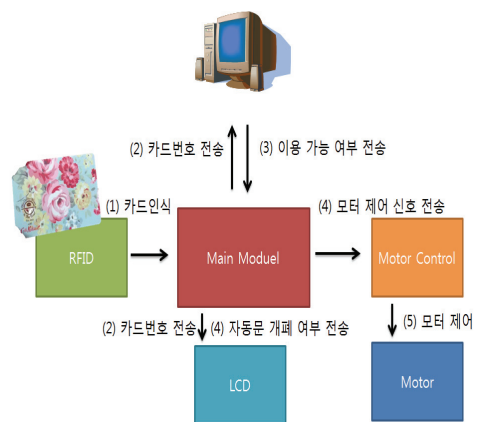 (2) 카드번호 전송
(3) 이용 가능 여부 전송
(1) 카드인식
(4) 모터 제어 신호 전송
RFID
Main Moduel
Motor Control
(2) 카드번호 전송
(4) 자동문 개폐 여부 전송
(5) 모터 제어
LCD
Motor